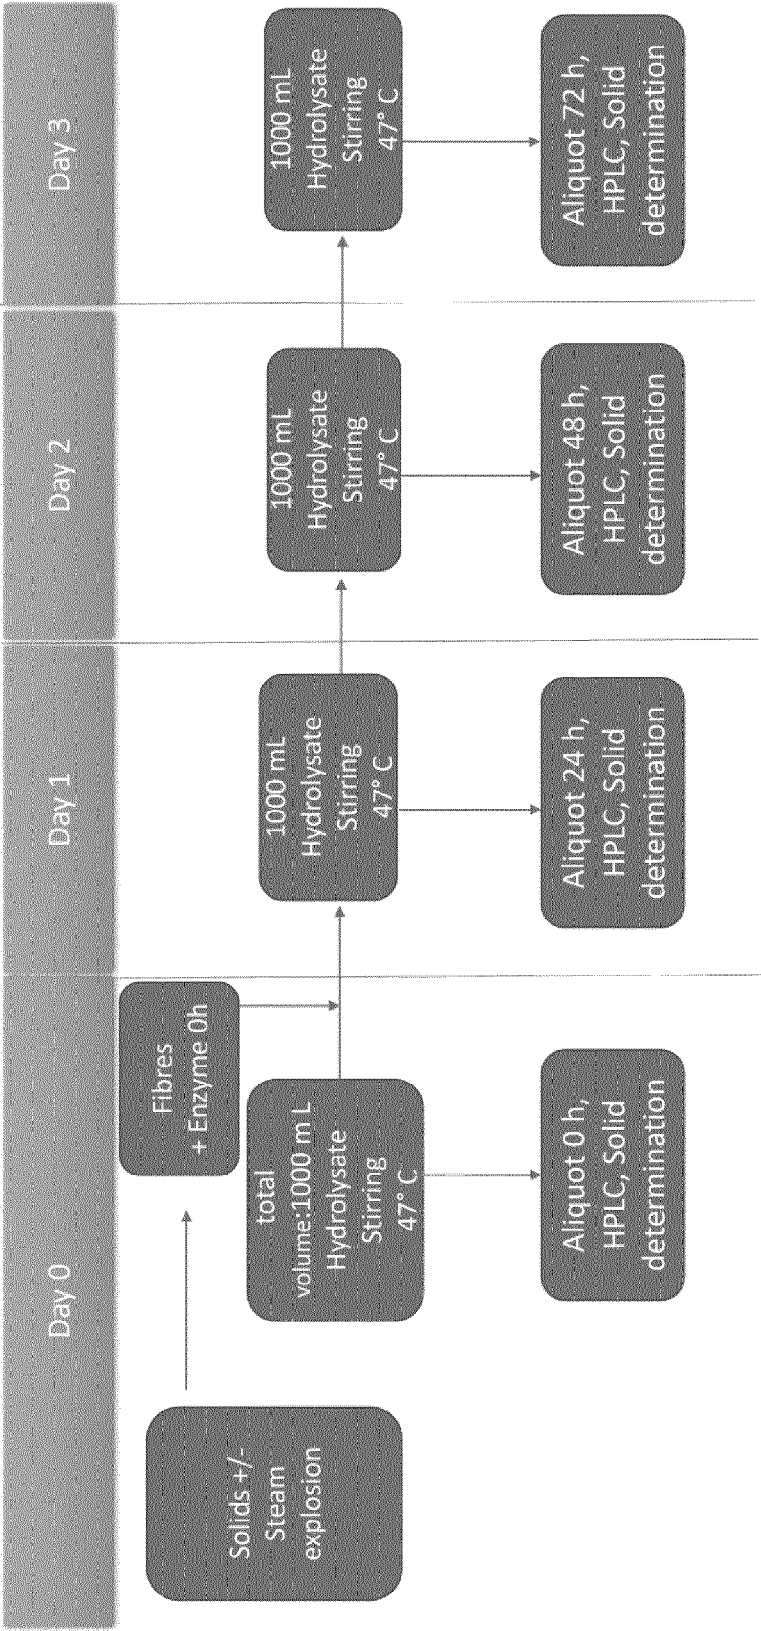 Day 0
Day 1
Day 2
Day 3
Solids +/-
Steam
explosion
Fibres
+ Enzyme 0h
total
volume:1000 m L
Hydrolysate
Stirring
47° C
1000 mL
Hydrolysate
Stirring
47° C
1000 mL
Hydrolysate
Stirring
47° C
1000 mL
Hydrolysate
Stirring
47° C
Aliquot 0 h,
HPLC, Solid
determination
Aliquot 24 h,
HPLC, Solid
determination
Aliquot 48 h,
HPLC, Solid
determination
Aliquot 72 h,
HPLC, Solid
determination